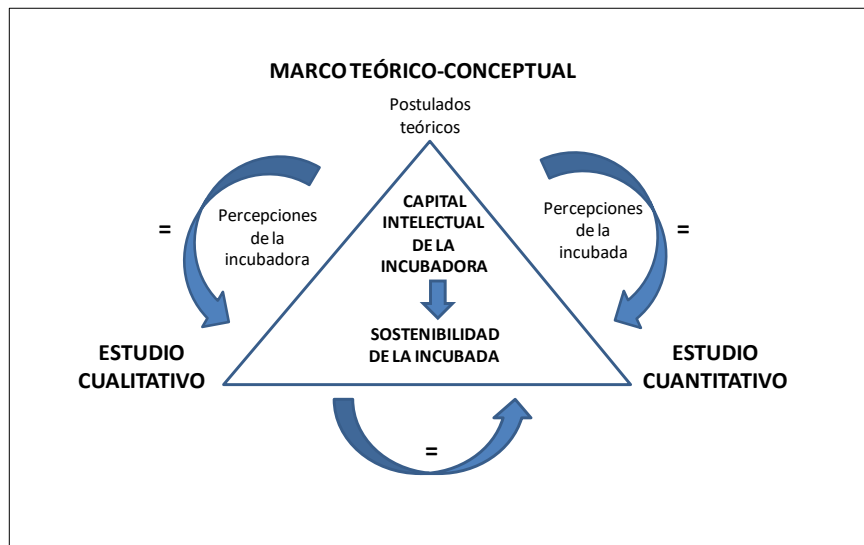 MARCO TEÓRICO-CONCEPTUAL
Postulados
teóricos
=
Percepciones
de la
incubadora
CAPITAL
INTELECTUAL
DE LA
INCUBADORA
Percepciones
de la
incubada
=
SOSTENIBILIDAD
DE LA INCUBADA
ESTUDIO
CUALITATIVO
ESTUDIO
CUANTITATIVO
=